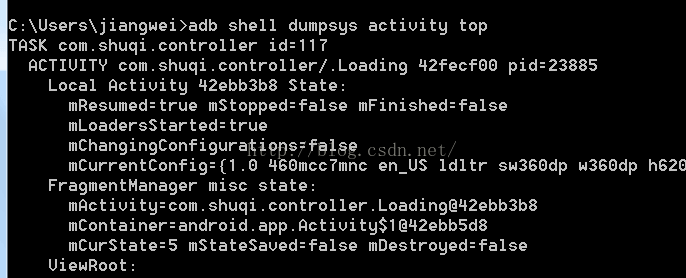 C:\Users\jiangwei>adb shell dumpsys activity top
TASK com.shuqi.controller id=117
ACTIVITY com.shuqi.controller/.Loading 42fecf00 pid=23885
Local Activity 42ebb3b8 State:
mResumed=true mStopped=false mFinished=false
mLoadersStarted=true
mChangingConfigurations=false
http://blog.csdn.net/
mCurrentConfig={1.0 460mcc7mnc en_US ldltr sw360dp w360dp h620
FragmentManager misc state:
mActivity=com.shuqi.controller.Loading@42ebb3b8
mContainer=android.app.Activity$1@42ebb5d8
mCurState=5 mStateSaved=false mDestroyed=false
ViewRoot: